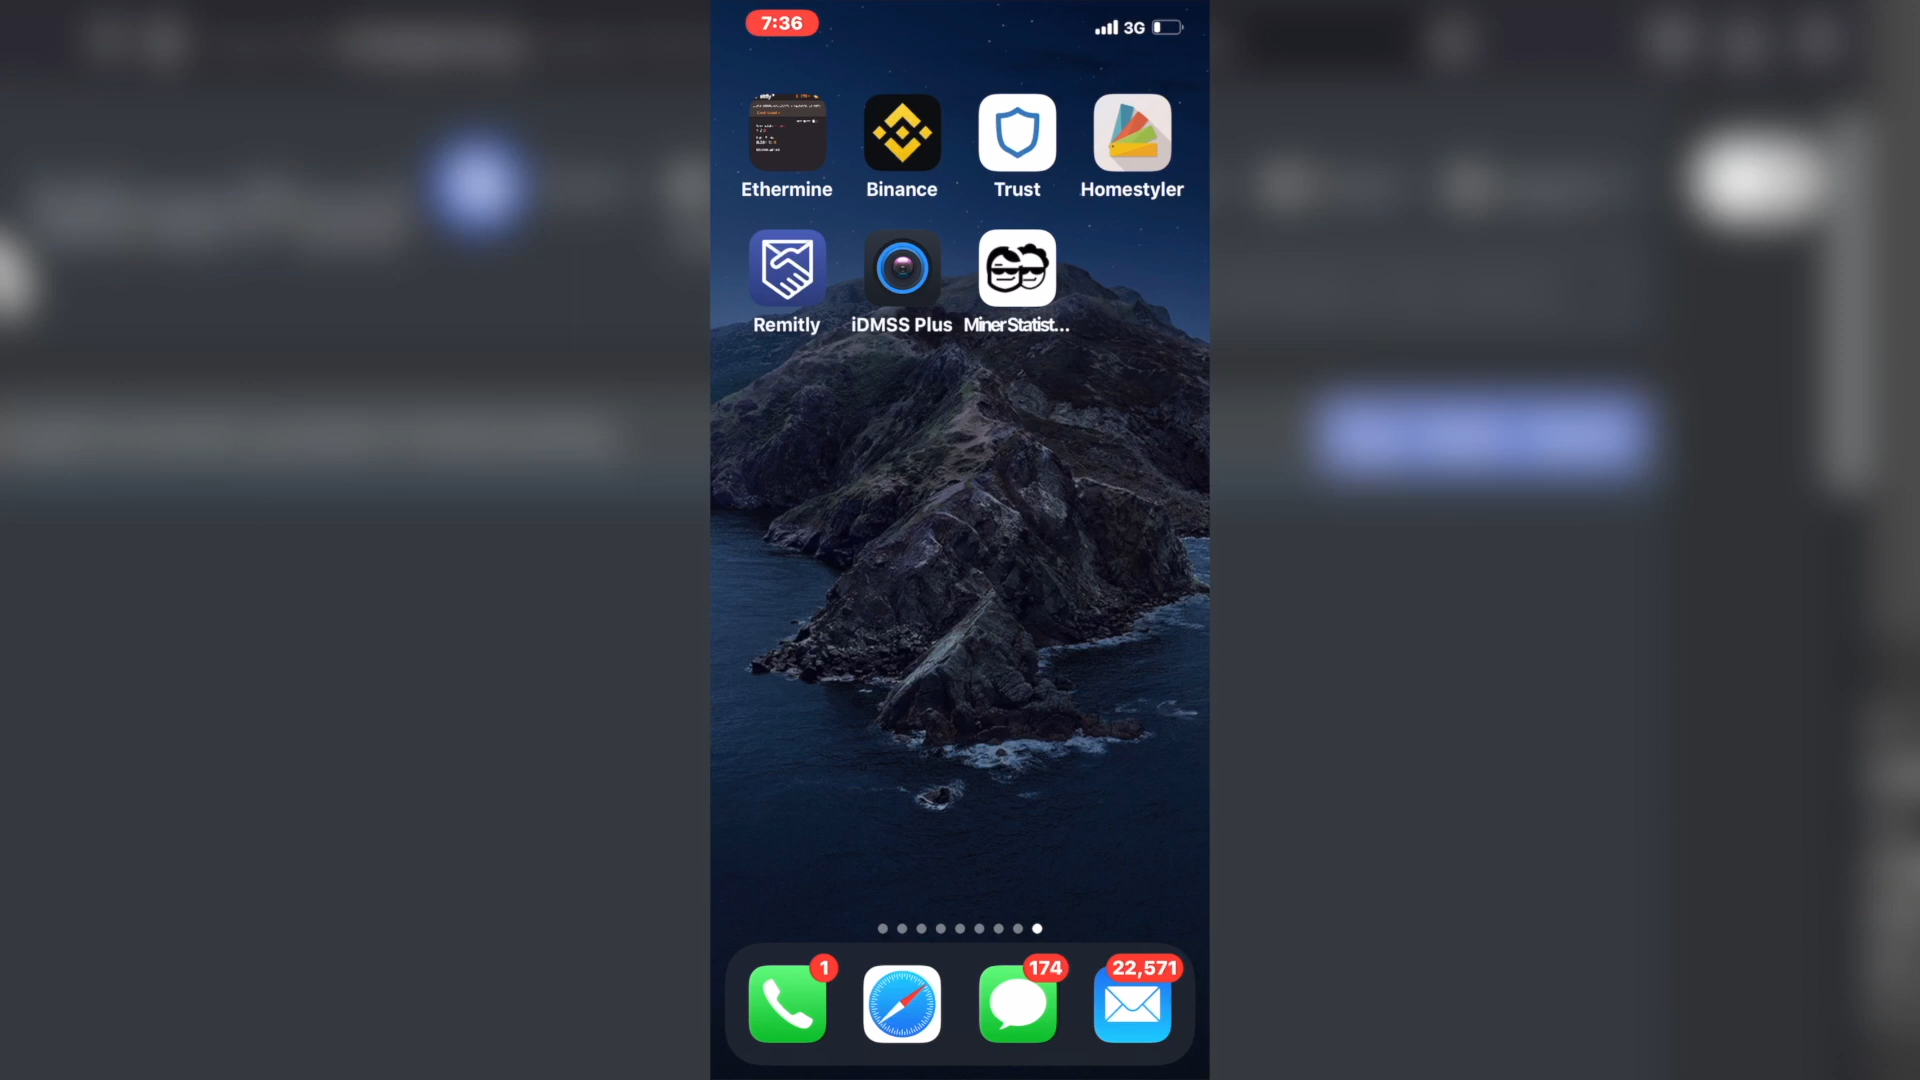 7:36
3G
Ethermine
Binance
Trust
Homestyler
Remitly
iDMSS Plus
MinerStatist...
1
174
22,571